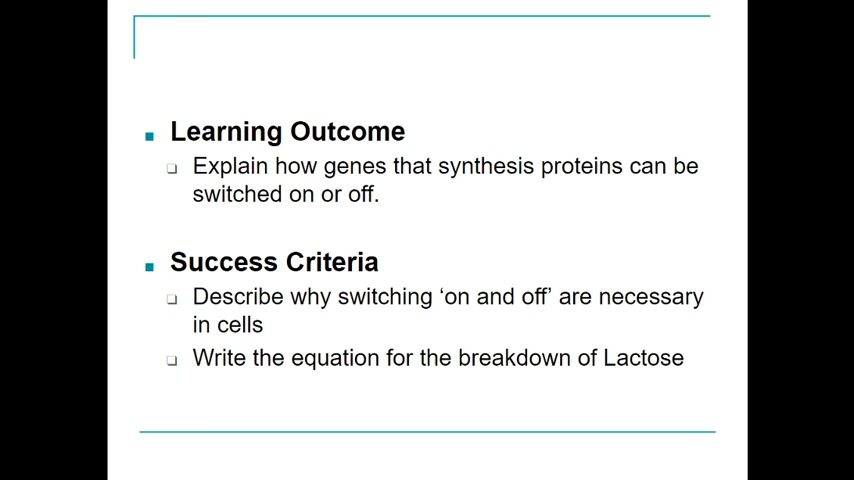 Learning Outcome
Explain how genes that synthesis proteins can be
switched on or off.
Success Criteria
Describe why switching ‘on and off’ are necessary
in cells
Write the equation for the breakdown of Lactose